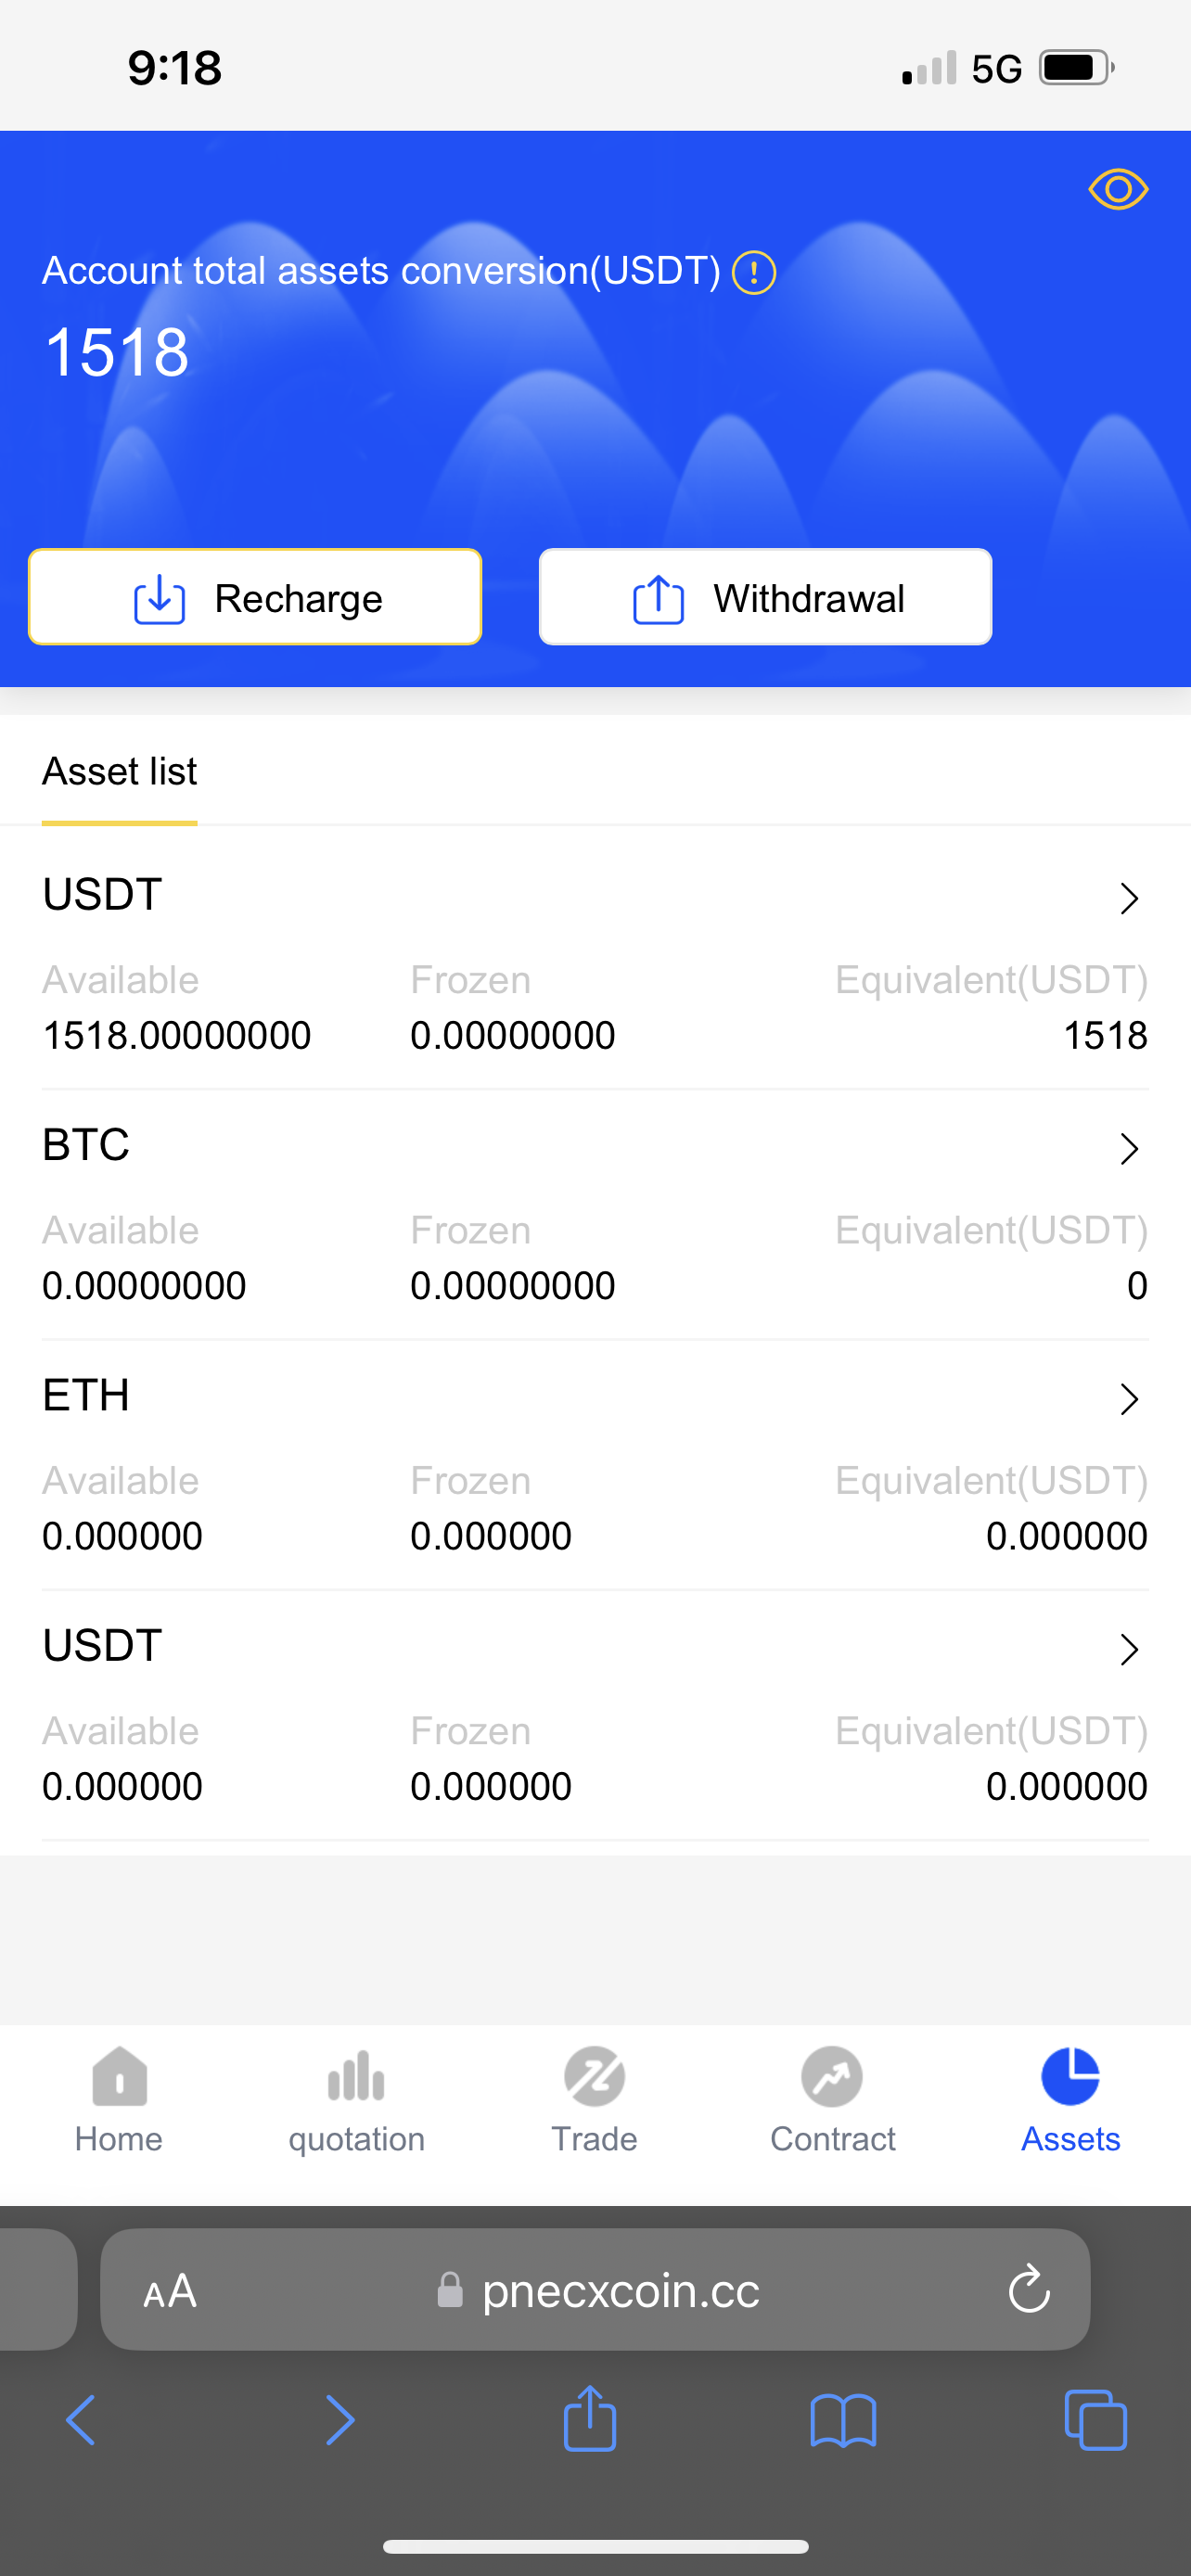 9:18 5G
Account total assets conversion(USDT) !
1518
Recharge Withdrawal
Asset list
USDT
Available Frozen Equivalent(USDT)
1518.00000000 0.00000000 1518
BTC
Available Frozen Equivalent(USDT)
0.00000000 0.00000000 0
ETH
Available Frozen Equivalent(USDT)
0.000000 0.000000 0.000000
USDT
Available Frozen Equivalent(USDT)
0.000000 0.000000 0.000000
Home quotation Trade Contract Assets
AA pnecxcoin.cc